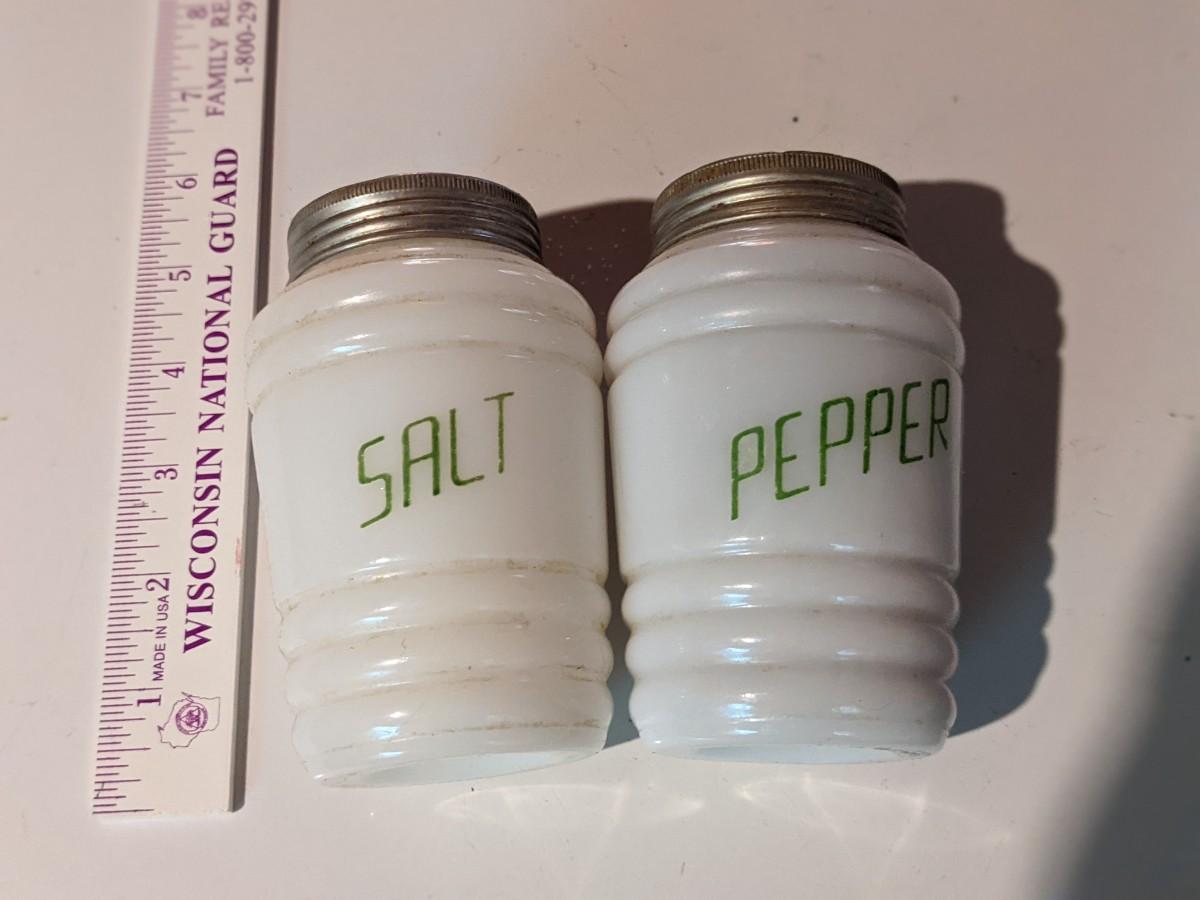 8
7
6
5
4
3
2
1
FAMILY RE
1-800-29
WISCONSIN NATIONAL GUARD
MADE IN USA
SALT
PEPPER